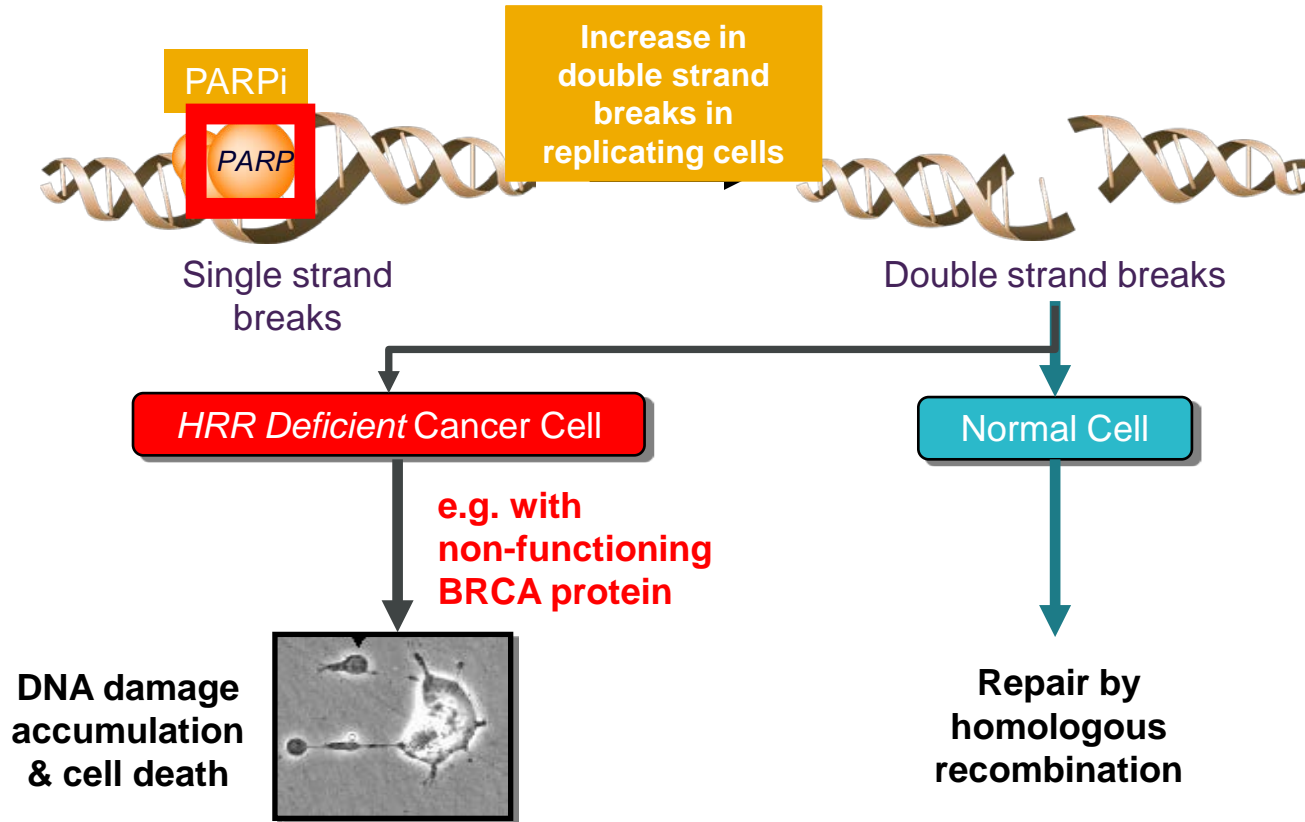 PARPi
PARP
Increase in
double strand
breaks in
replicating cells
Single strand
breaks
Double strand breaks
HRR Deficient Cancer Cell
Normal Cell
e.g. with
non-functioning
BRCA protein
DNA damage
accumulation
& cell death
Repair by
homologous
recombination